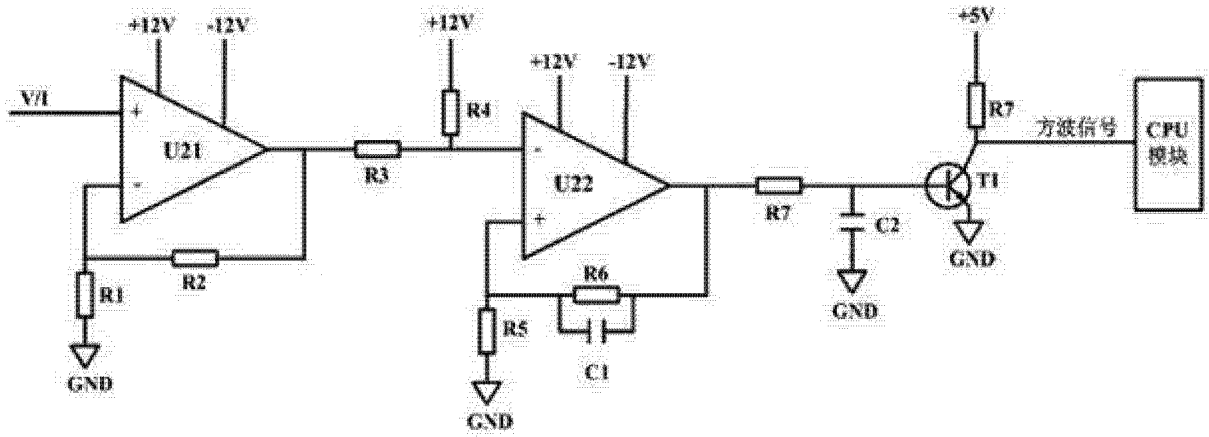 +12V
-12V
+12V
+5V
V/I
+
-
U21
R4
+12V
-12V
R7
方波信号
CPU
模块
R3
-
+
U22
T1
R7
C2
GND
R2
R1
GND
R6
R5
C1
GND
GND